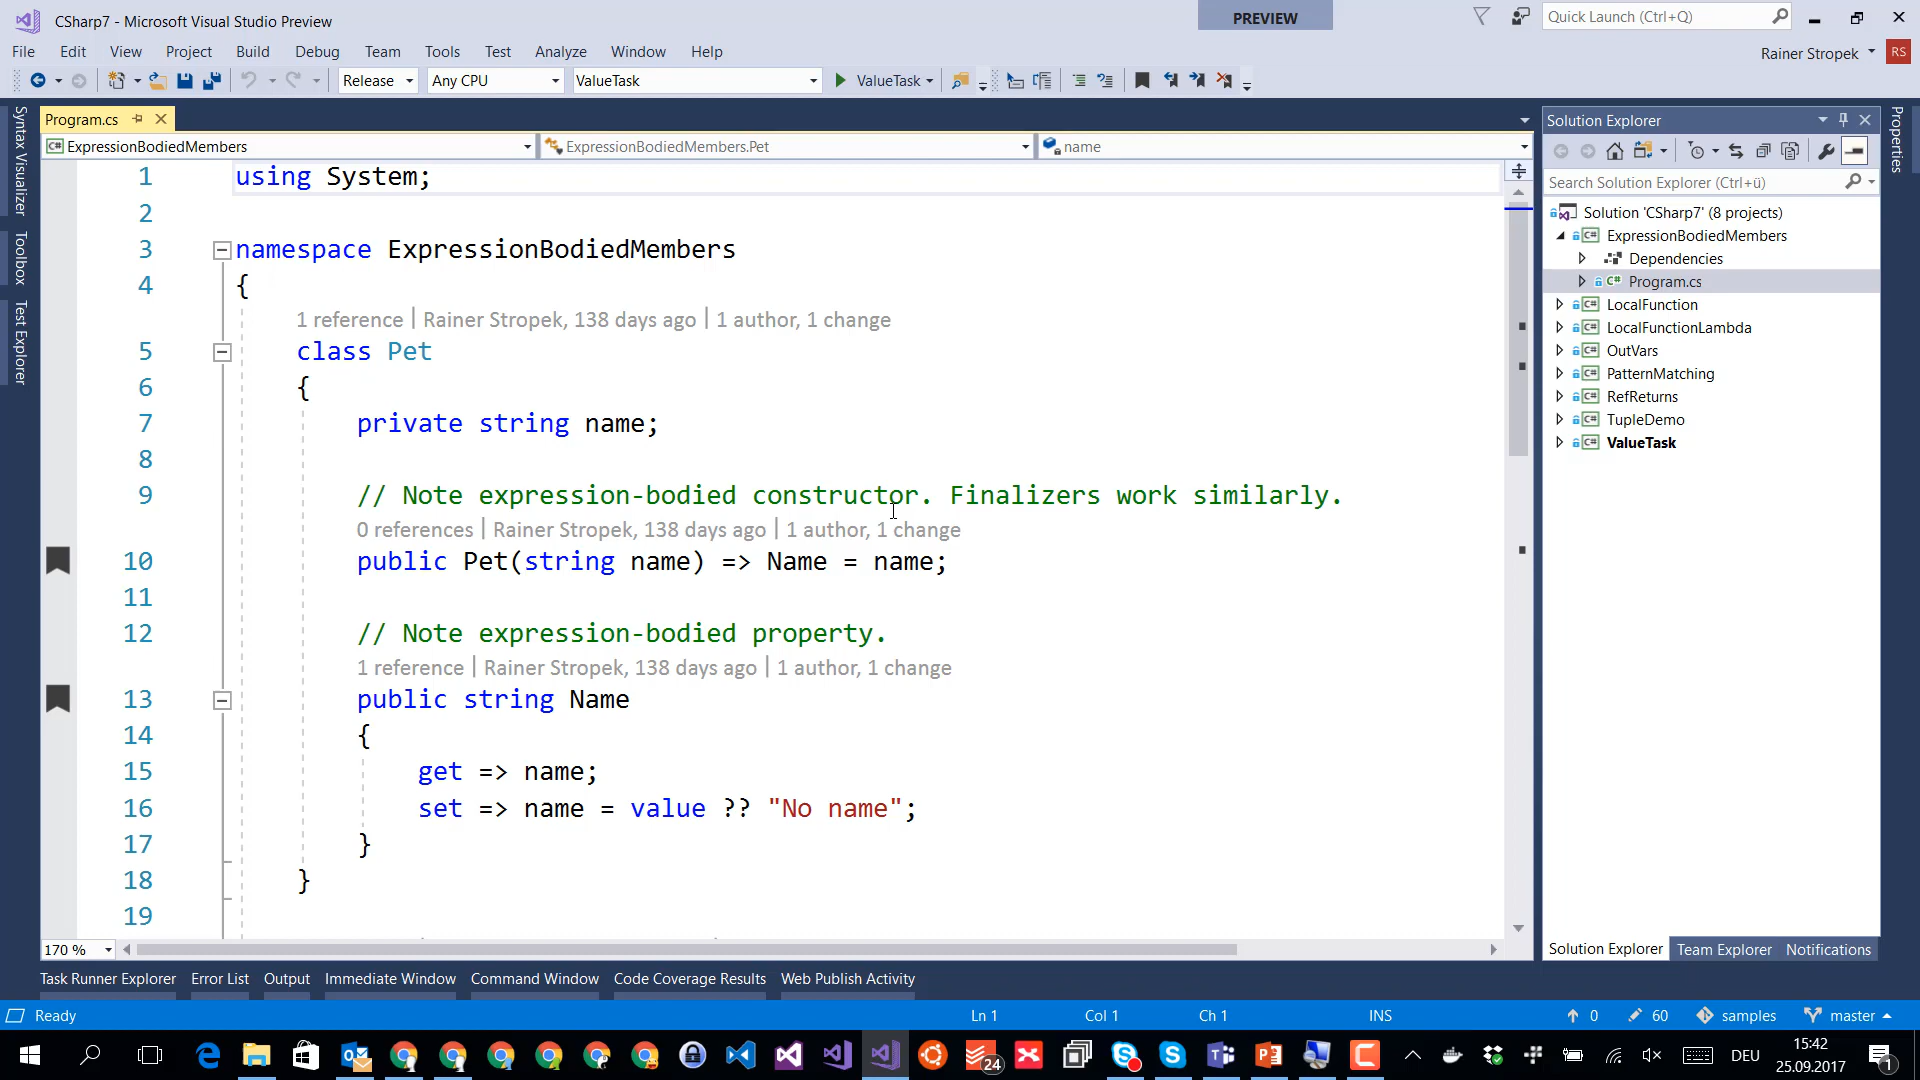 CSharp7 - Microsoft Visual Studio Preview
PREVIEW
Quick Launch (Ctrl+Q)
File Edit View Project Build Debug Team Tools Test Analyze Window Help
Rainer Stropek RS
Release Any CPU ValueTask ValueTask
Program.cs
ExpressionBodiedMembers ExpressionBodiedMembers.Pet name
Syntax Visualizer
Toolbox
Test Explorer
1 using System;
2
3 namespace ExpressionBodiedMembers
4 {
1 reference | Rainer Stropek, 138 days ago | 1 author, 1 change
5 class Pet
6 {
7 private string name;
8
9 // Note expression-bodied constructor. Finalizers work similarly.
0 references | Rainer Stropek, 138 days ago | 1 author, 1 change
10 public Pet(string name) => Name = name;
11
12 // Note expression-bodied property.
1 reference | Rainer Stropek, 138 days ago | 1 author, 1 change
13 public string Name
14 {
15 get => name;
16 set => name = value ?? "No name";
17 }
18 }
19
170 %
Solution Explorer
Search Solution Explorer (Ctrl+ü)
Solution 'CSharp7' (8 projects)
C# ExpressionBodiedMembers
Dependencies
C# Program.cs
C# LocalFunction
C# LocalFunctionLambda
C# OutVars
C# PatternMatching
C# RefReturns
C# TupleDemo
C# ValueTask
Solution Explorer Team Explorer Notifications
Properties
Task Runner Explorer Error List Output Immediate Window Command Window Code Coverage Results Web Publish Activity
Ready Ln 1 Col 1 Ch 1 INS 0 60 samples master
24 DEU 15:42
25.09.2017 1